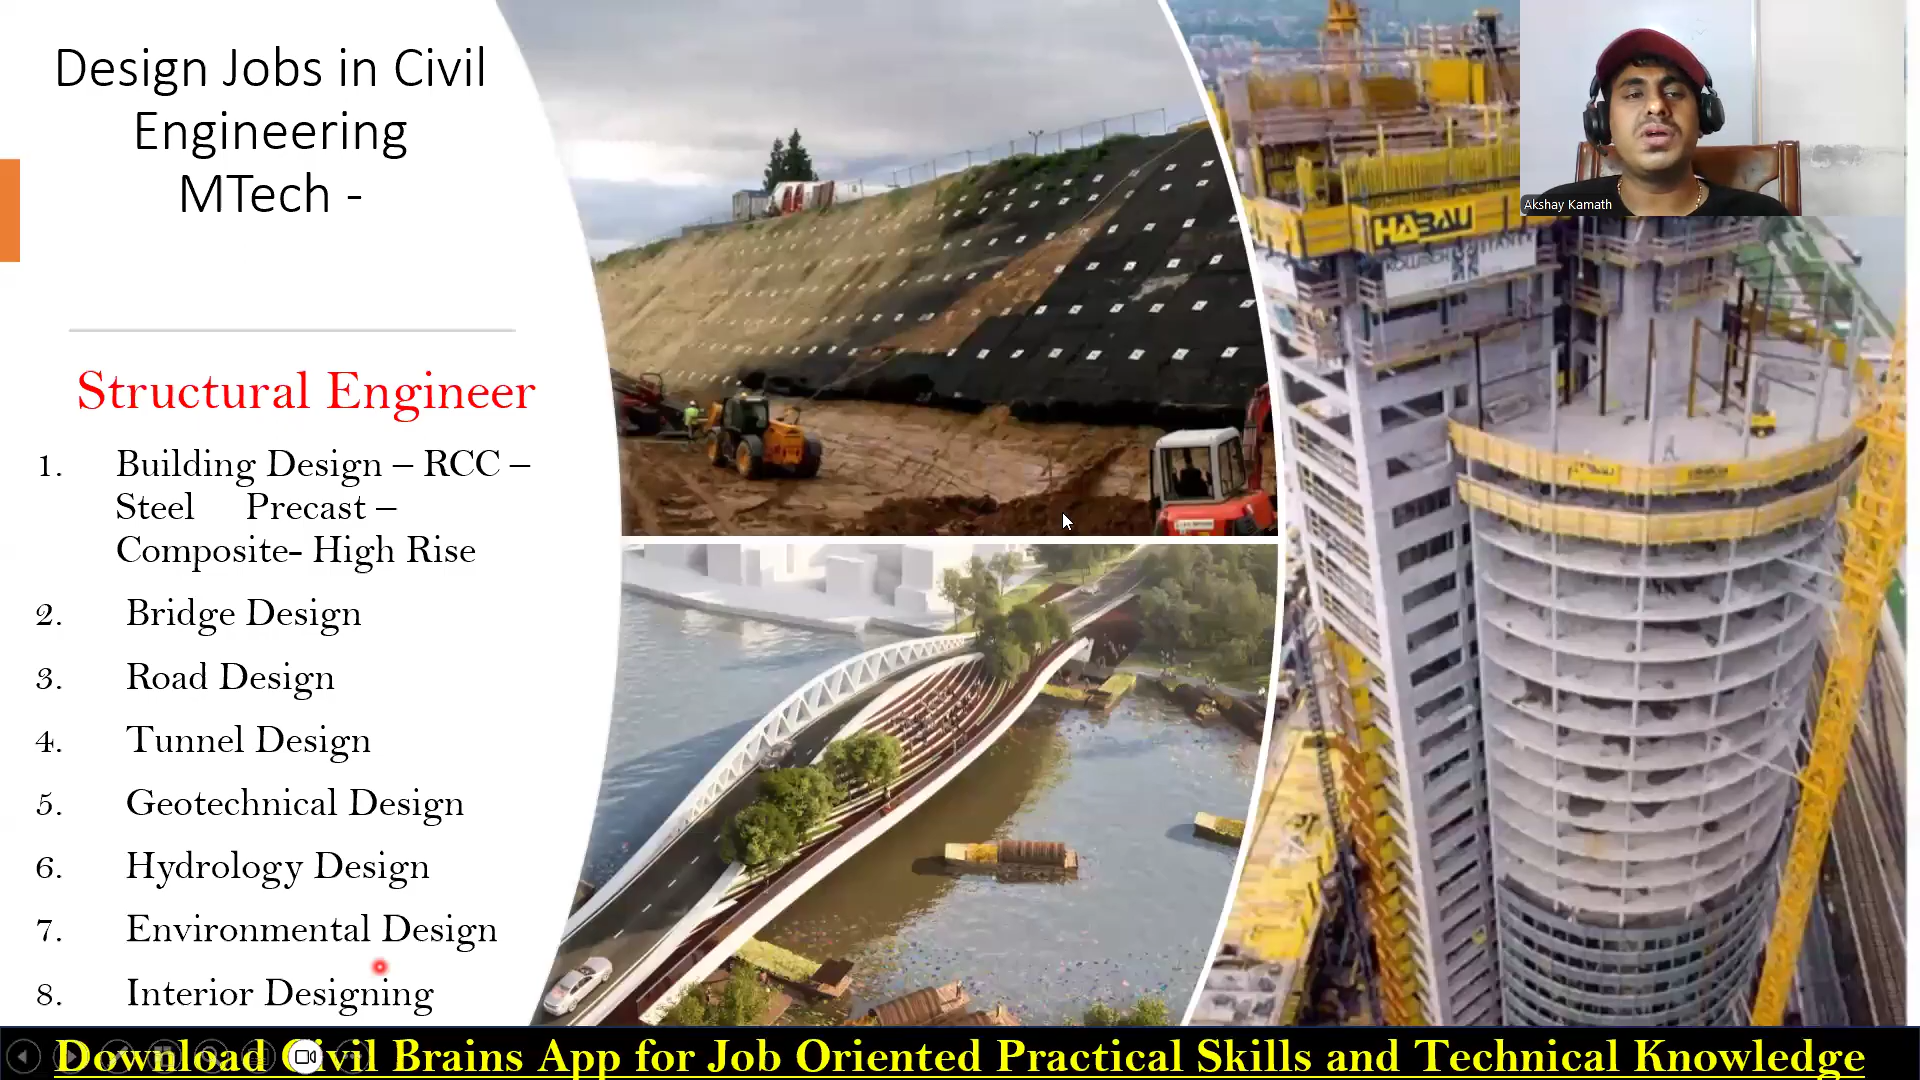 Design Jobs in Civil
Engineering
MTech -
Structural Engineer
1. Building Design – RCC –
Steel Precast –
Composite- High Rise
2. Bridge Design
3. Road Design
4. Tunnel Design
5. Geotechnical Design
6. Hydrology Design
7. Environmental Design
8. Interior Designing
HABAU
Akshay Kamath
Download Civil Brains App for Job Oriented Practical Skills and Technical Knowledge